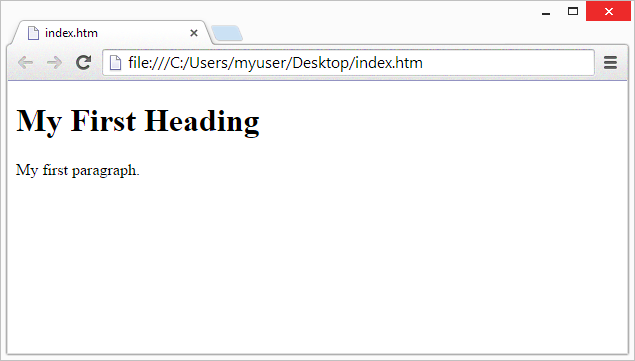 index.htm
file:///C:/Users/myuser/Desktop/index.htm
My First Heading
My first paragraph.